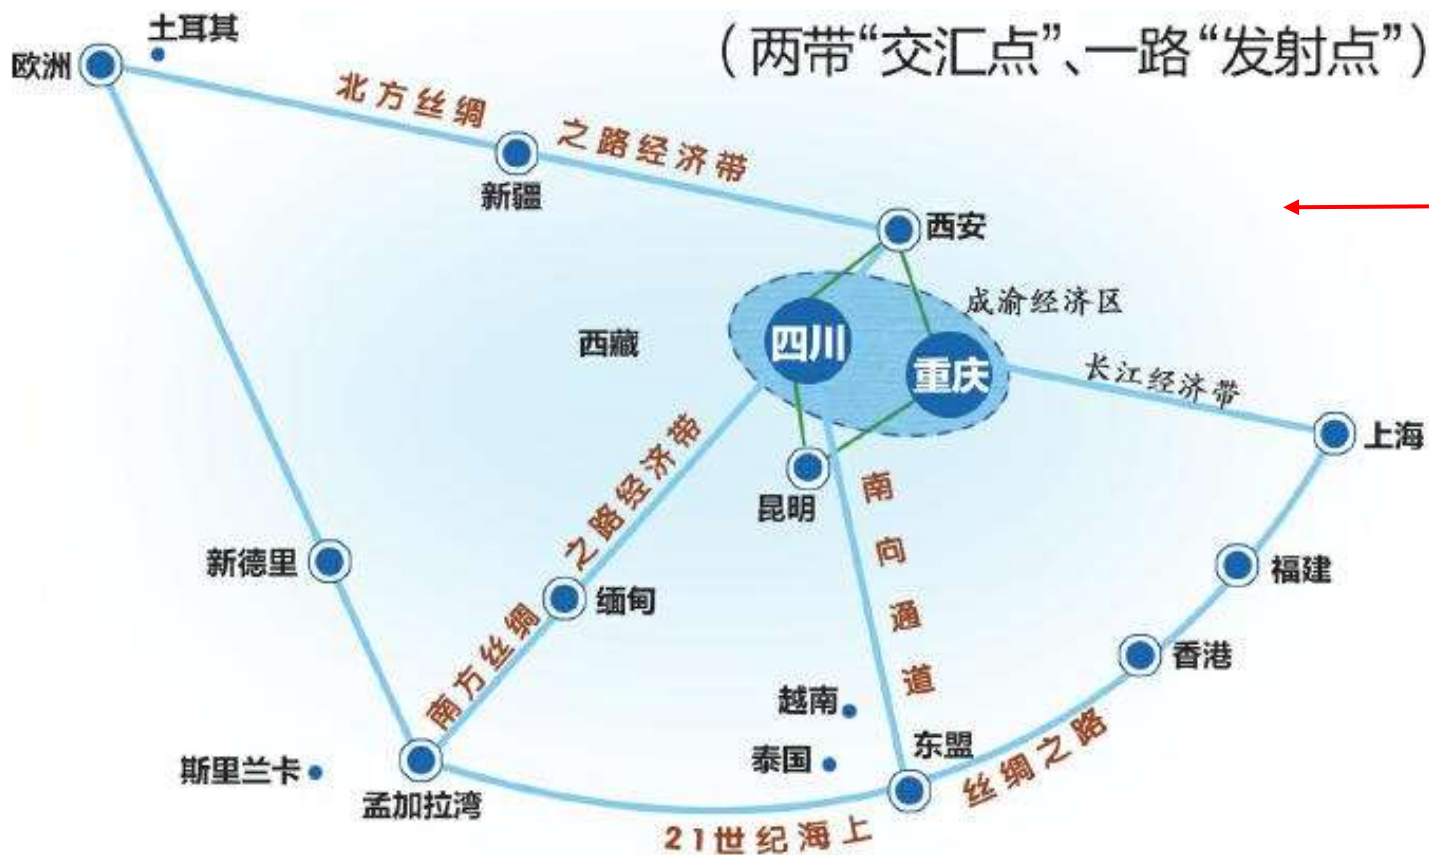 （两带“交汇点”、一路“发射点”）
土耳其
欧洲
北方丝绸之路经济带
新疆
西安
成渝经济区
西藏
四川
重庆
长江经济带
上海
昆明
南方丝绸之路经济带
南向通道
新德里
缅甸
福建
香港
越南
泰国
东盟
斯里兰卡
孟加拉湾
21世纪海上丝绸之路